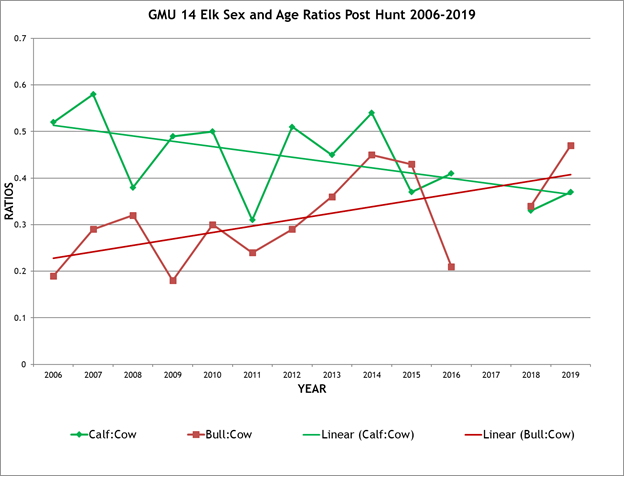 GMU 14 Elk Sex and Age Ratios Post Hunt 2006-2019
0.7
0.6
0.5
0.4
0.3
0.2
0.1
0
RATIOS
2006 2007 2008 2009 2010 2011 2012 2013 2014 2015 2016 2017 2018 2019
YEAR
Calf:Cow Bull:Cow Linear (Calf:Cow) Linear (Bull:Cow)